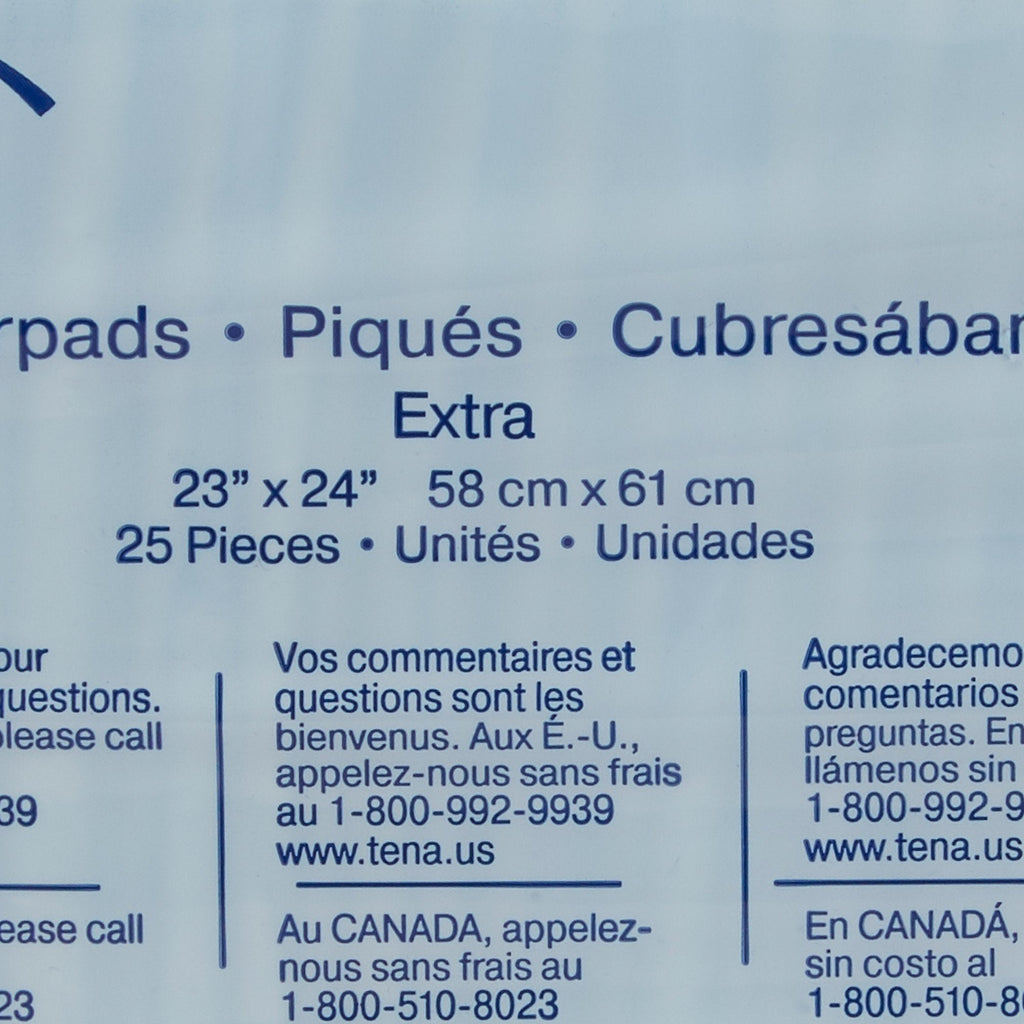 rpads • Piqués • Cubresában
Extra
23” x 24” 58 cm x 61 cm
25 Pieces • Unités • Unidades
our
questions.
please call
39
ease call
23
Vos commentaires et
questions sont les
bienvenus. Aux É.-U.,
appelez-nous sans frais
au 1-800-992-9939
www.tena.us
Au CANADA, appelez-
nous sans frais au
1-800-510-8023
Agradecemo
comentarios
preguntas. En
llámenos sin
1-800-992-9
www.tena.us
En CANADÁ,
sin costo al
1-800-510-80